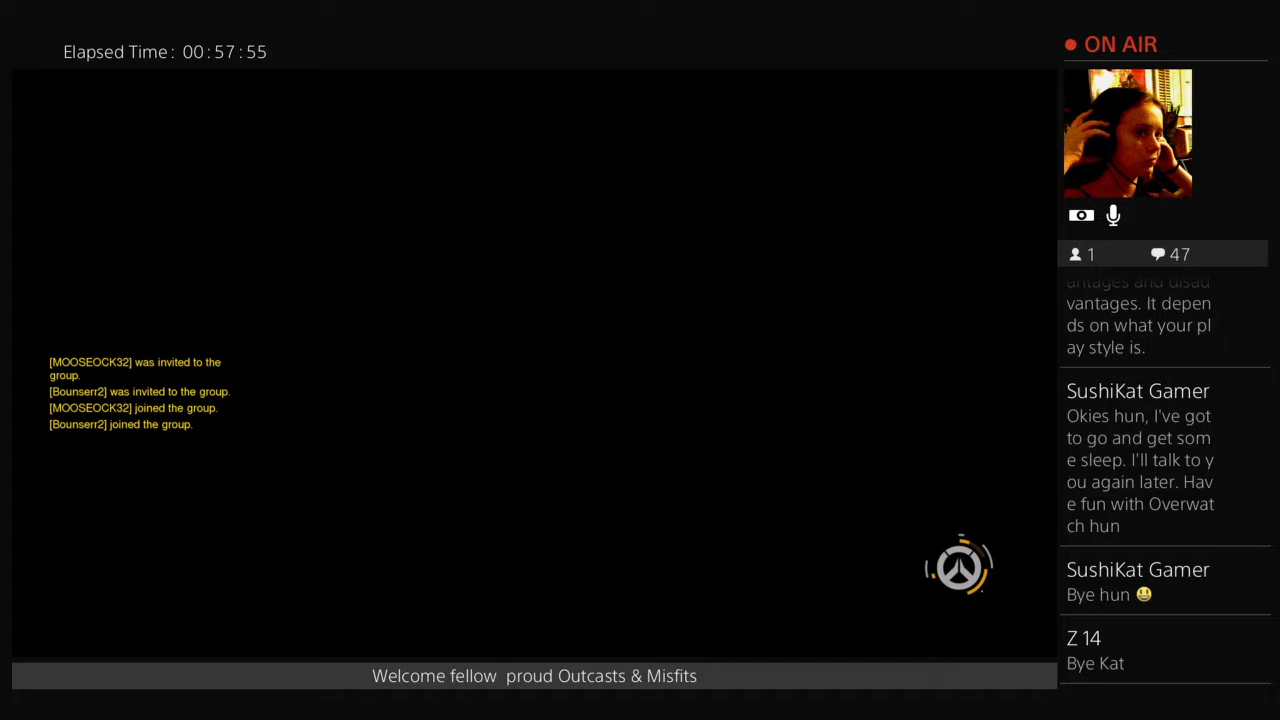 Elapsed Time: 00:57:55
ON AIR
1 47
antages and disad
vantages. It depen
ds on what your pl
ay style is.
[MOOSEOCK32] was invited to the
group.
[Bounserr2] was invited to the group.
[MOOSEOCK32] joined the group.
[Bounserr2] joined the group.
SushiKat Gamer
Okies hun, I've got
to go and get som
e sleep. I'll talk to y
ou again later. Hav
e fun with Overwat
ch hun
SushiKat Gamer
Bye hun 😃
Z 14
Bye Kat
Welcome fellow proud Outcasts & Misfits